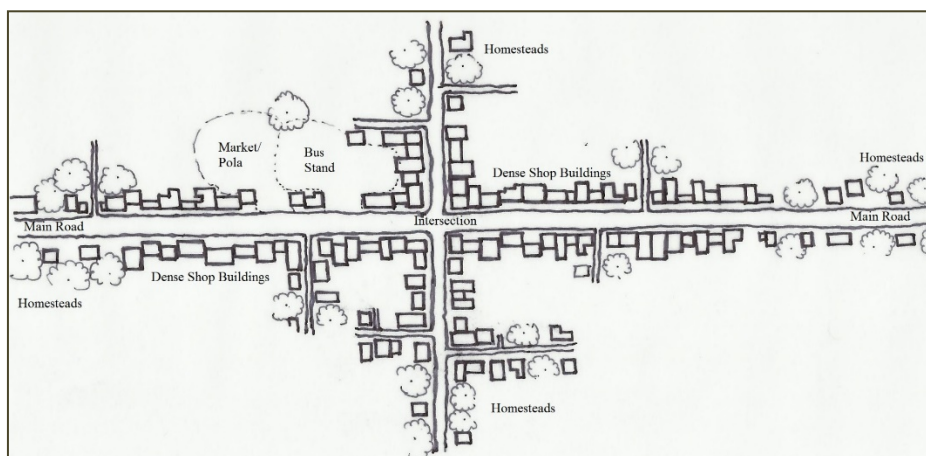 Homesteads
Market/
Pola
Bus
Stand
Dense Shop Buildings
Homesteads
Main Road
Intersection
Main Road
Dense Shop Buildings
Homesteads
Homesteads